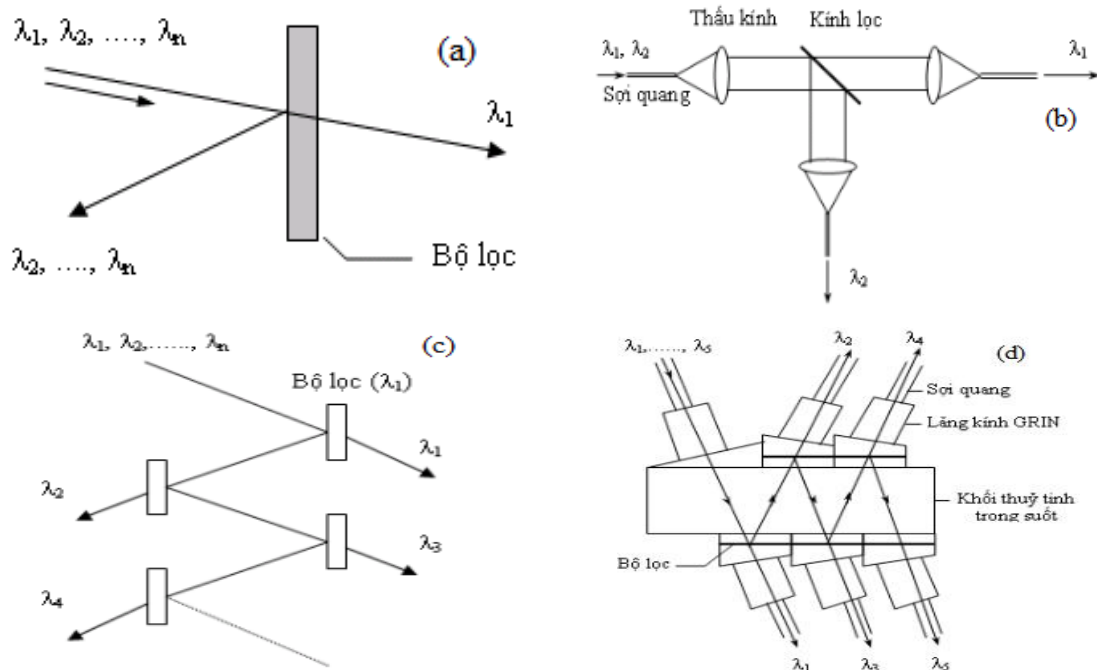 λ₁, λ₂, ...., λₙ
(a)
λ₁
λ₂, ...., λₙ
Bộ lọc
Thấu kính
Kính lọc
λ₁, λ₂
Sợi quang
λ₁
(b)
λ₂
λ₁, λ₂,......, λₙ
(c)
Bộ lọc (λ₁)
λ₁
λ₂
λ₃
λ₄
λ₁,......, λ₅
λ₂
λ₄
(d)
Sợi quang
Lăng kính GRIN
Khối thuỷ tinh
trong suốt
Bộ lọc
λ₁
λ₃
λ₅